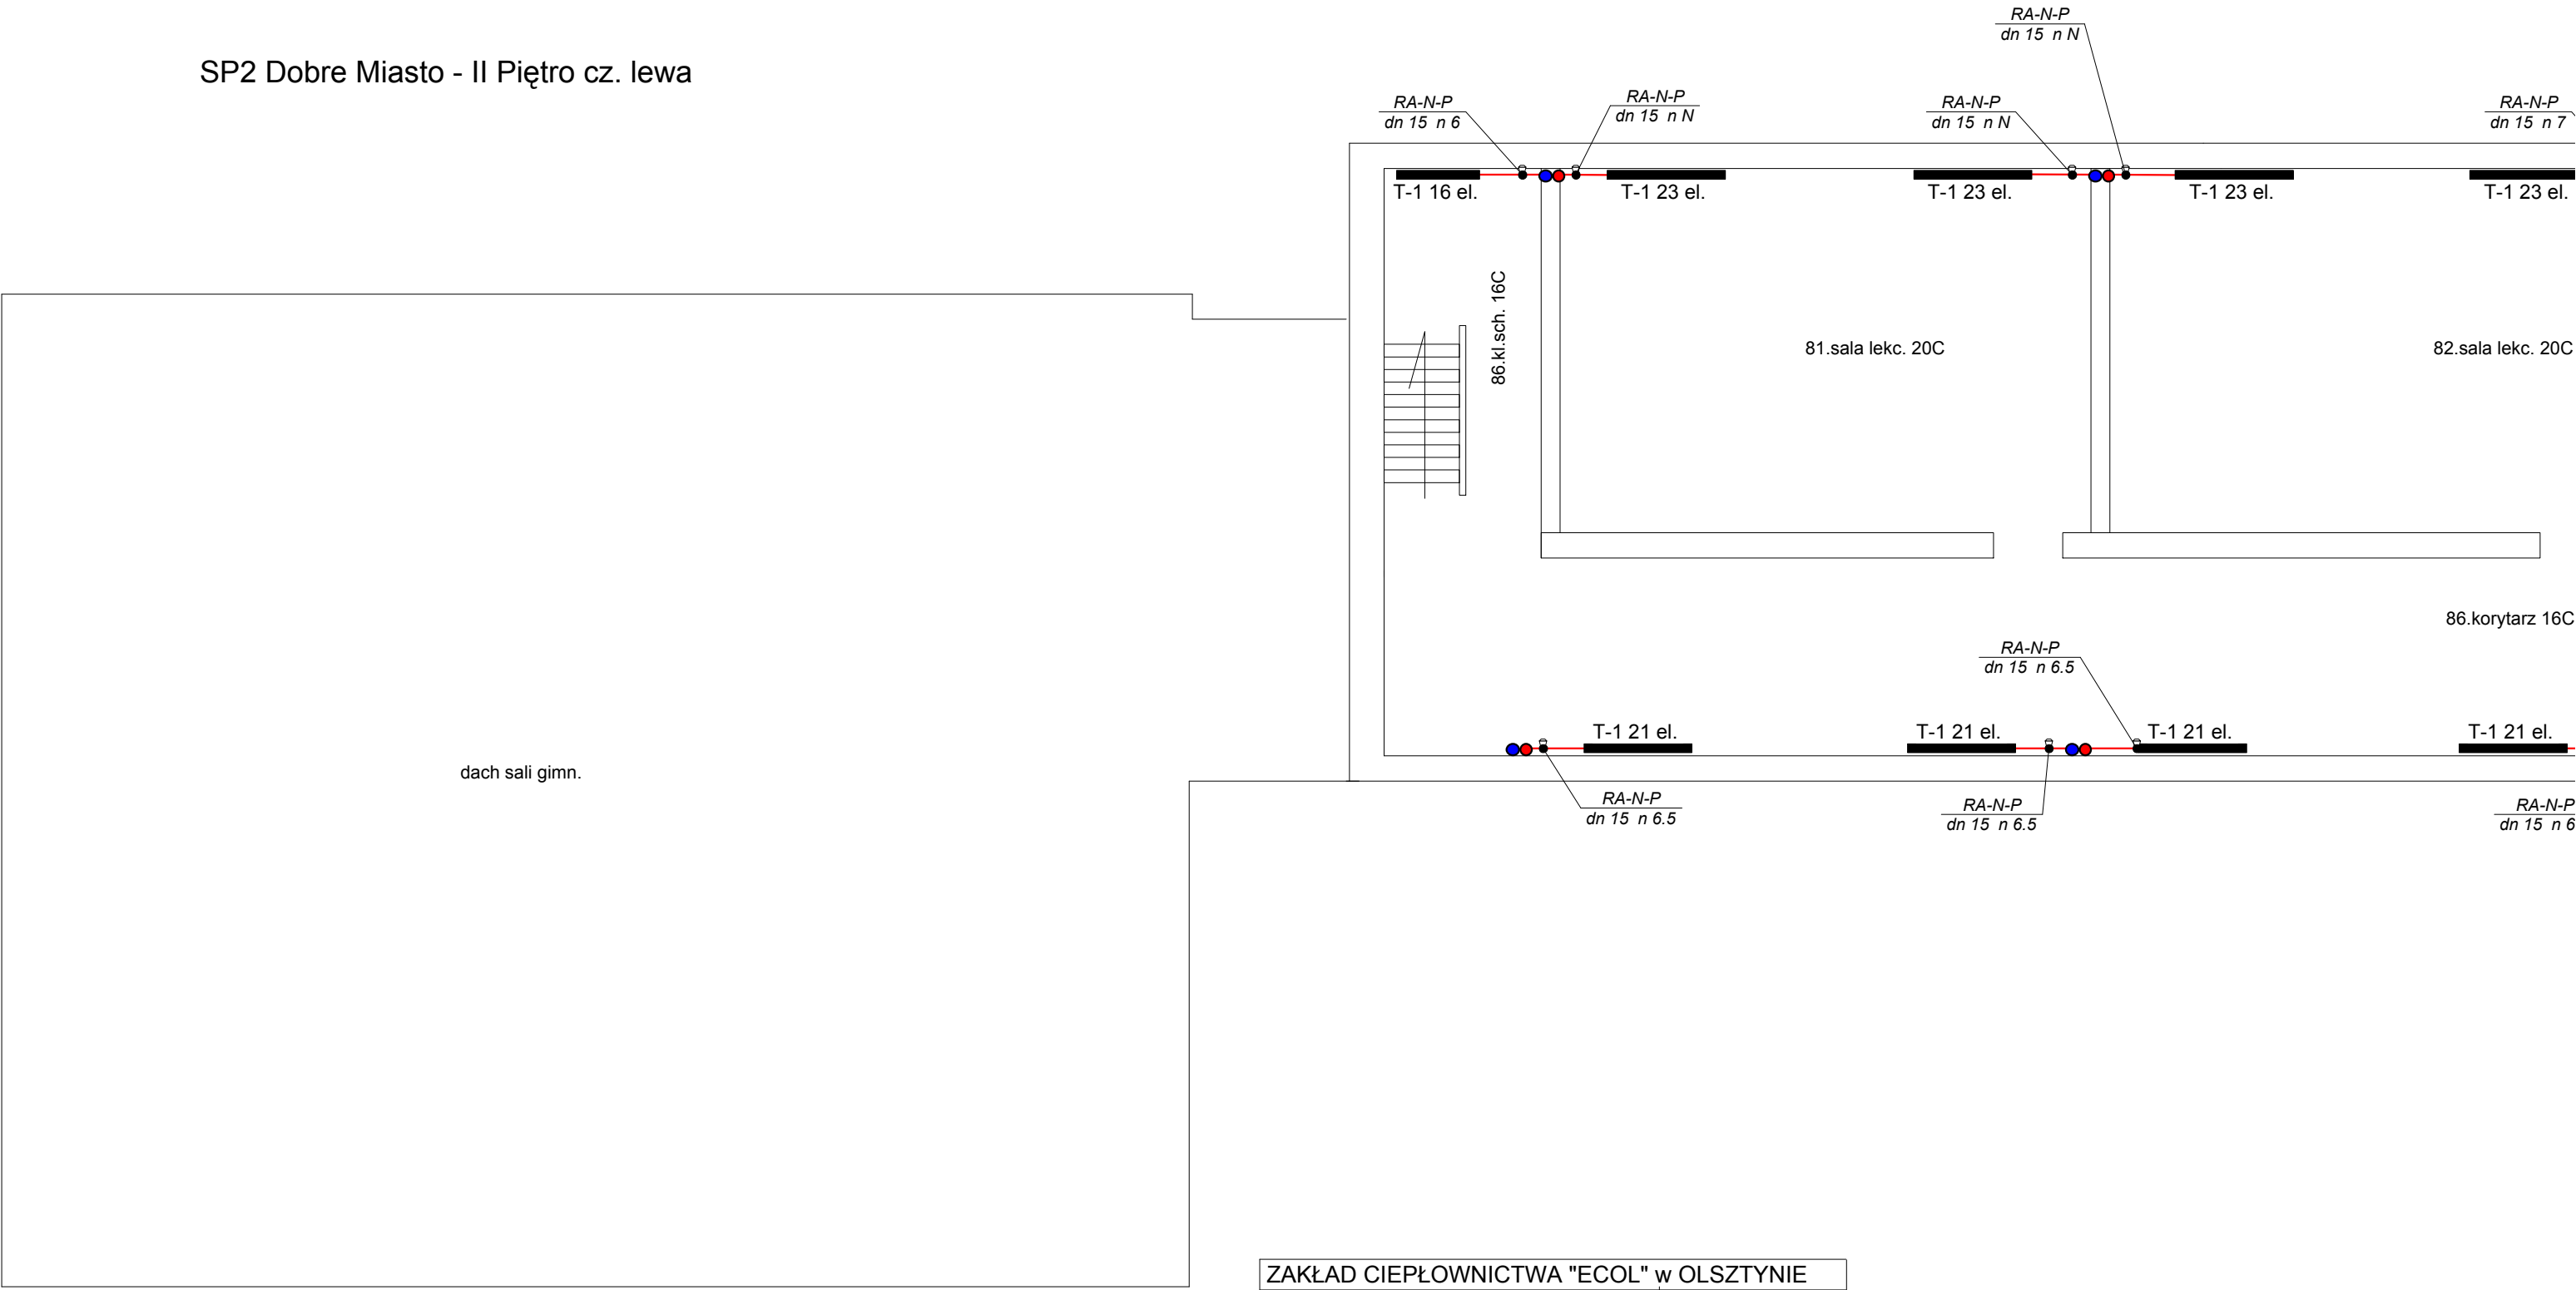 RA-N-P
dn 15 n N
SP2 Dobre Miasto - II Piętro cz. lewa
RA-N-P
dn 15 n 6
RA-N-P
dn 15 n N
RA-N-P
dn 15 n N
RA-N-P
dn 15 n 7
T-1 16 el.
T-1 23 el.
T-1 23 el.
T-1 23 el.
T-1 23 el.
86.kl.sch. 16C
81.sala lekc. 20C
82.sala lekc. 20C
86.korytarz 16C
RA-N-P
dn 15 n 6.5
T-1 21 el.
T-1 21 el.
T-1 21 el.
T-1 21 el.
dach sali gimn.
RA-N-P
dn 15 n 6.5
RA-N-P
dn 15 n 6.5
RA-N-P
dn 15 n 6
ZAKŁAD CIEPŁOWNICTWA "ECOL" w OLSZTYNIE